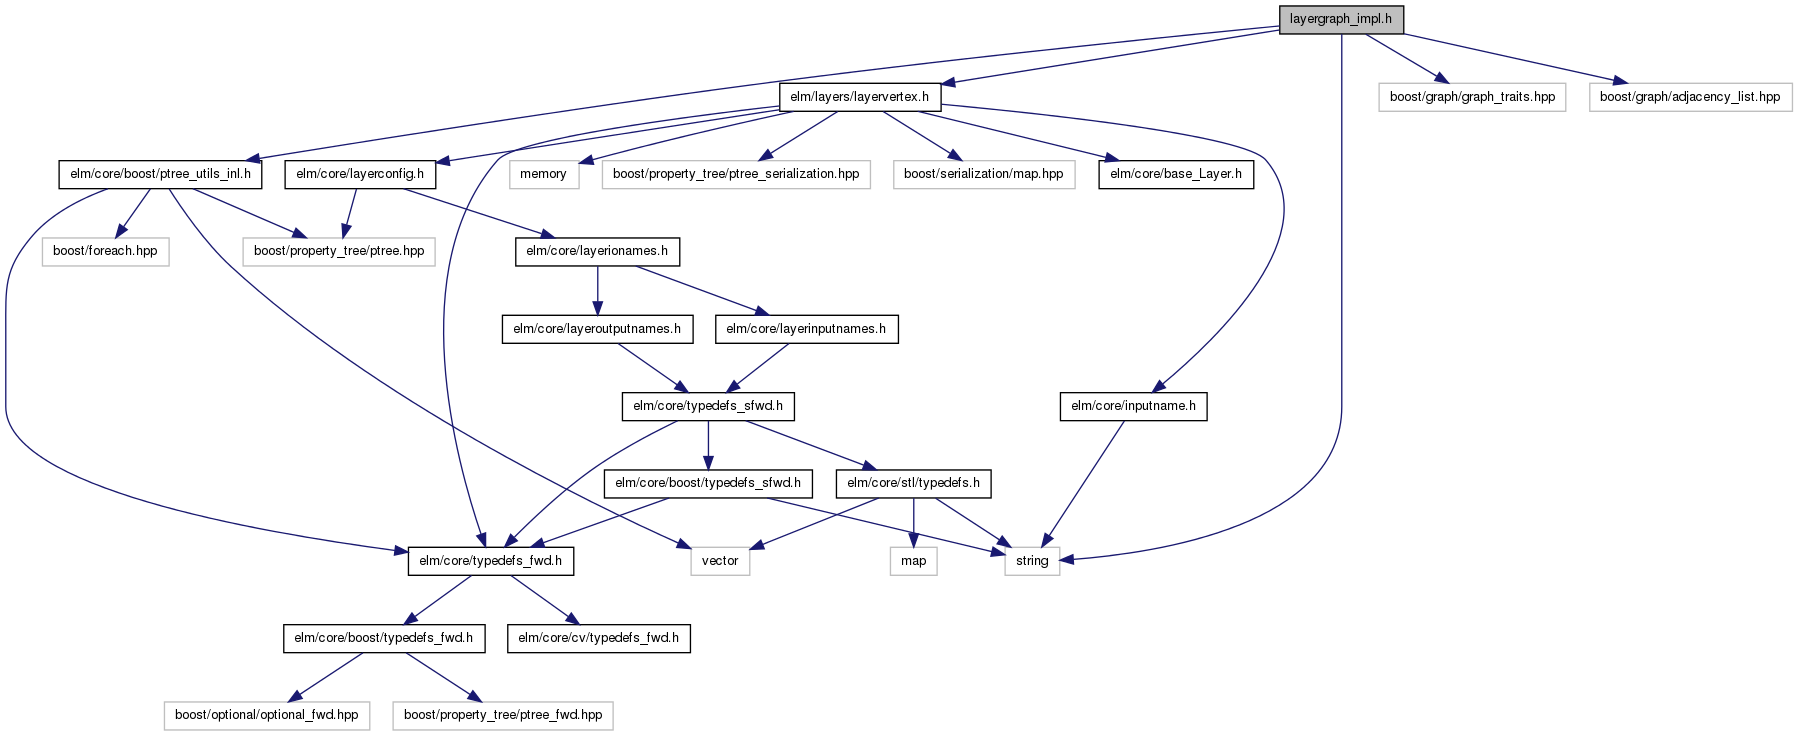 layergraph_impl.h
elm/layers/layervertex.h
boost/graph/graph_traits.hpp
boost/graph/adjacency_list.hpp
elm/core/boost/ptree_utils_inl.h
elm/core/layerconfig.h
memory
boost/property_tree/ptree_serialization.hpp
boost/serialization/map.hpp
elm/core/base_Layer.h
boost/foreach.hpp
boost/property_tree/ptree.hpp
elm/core/layerionames.h
elm/core/layeroutputnames.h
elm/core/layerinputnames.h
elm/core/typedefs_sfwd.h
elm/core/inputname.h
elm/core/boost/typedefs_sfwd.h
elm/core/stl/typedefs.h
elm/core/typedefs_fwd.h
vector
map
string
elm/core/boost/typedefs_fwd.h
elm/core/cv/typedefs_fwd.h
boost/optional/optional_fwd.hpp
boost/property_tree/ptree_fwd.hpp